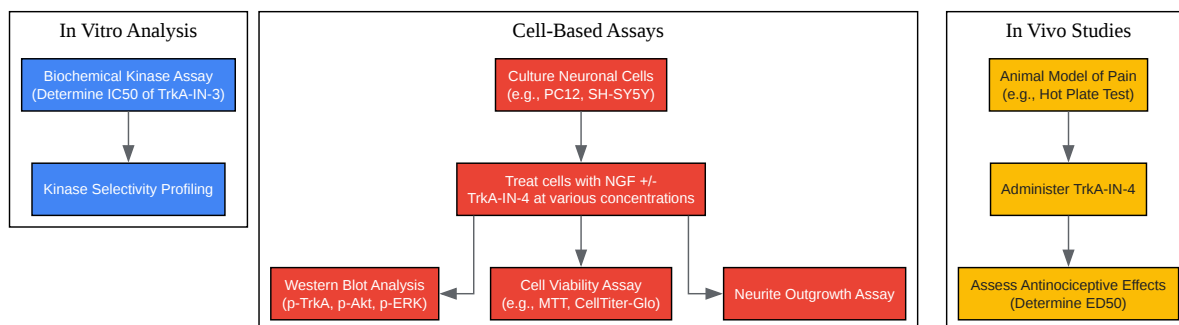 In Vitro Analysis
Biochemical Kinase Assay
(Determine IC50 of TrkA-IN-3)
Kinase Selectivity Profiling
Cell-Based Assays
Culture Neuronal Cells
(e.g., PC12, SH-SY5Y)
Treat cells with NGF +/-
TrkA-IN-4 at various concentrations
Western Blot Analysis
(p-TrkA, p-Akt, p-ERK)
Cell Viability Assay
(e.g., MTT, CellTiter-Glo)
Neurite Outgrowth Assay
In Vivo Studies
Animal Model of Pain
(e.g., Hot Plate Test)
Administer TrkA-IN-4
Assess Antinociceptive Effects
(Determine ED50)